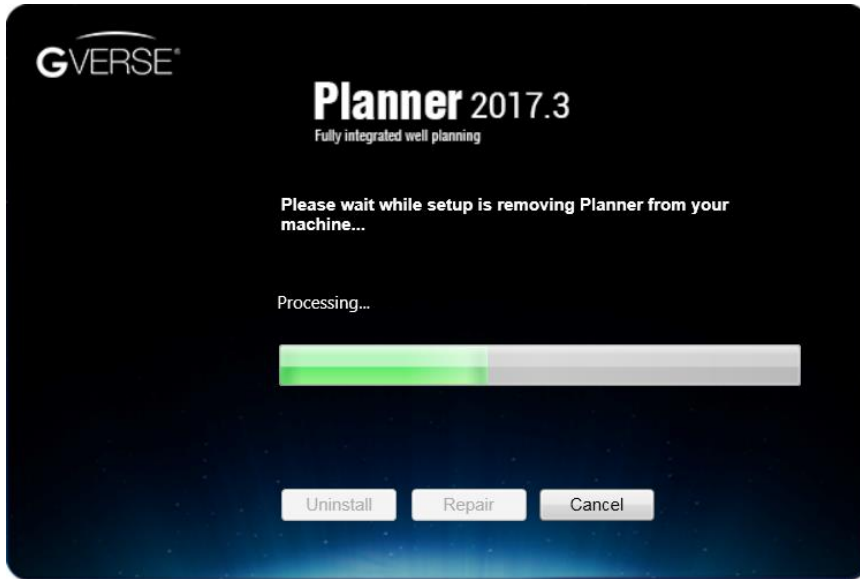 GVERSE®
Planner 2017.3
Fully integrated well planning
Please wait while setup is removing Planner from your
machine...
Processing...
Uninstall Repair Cancel